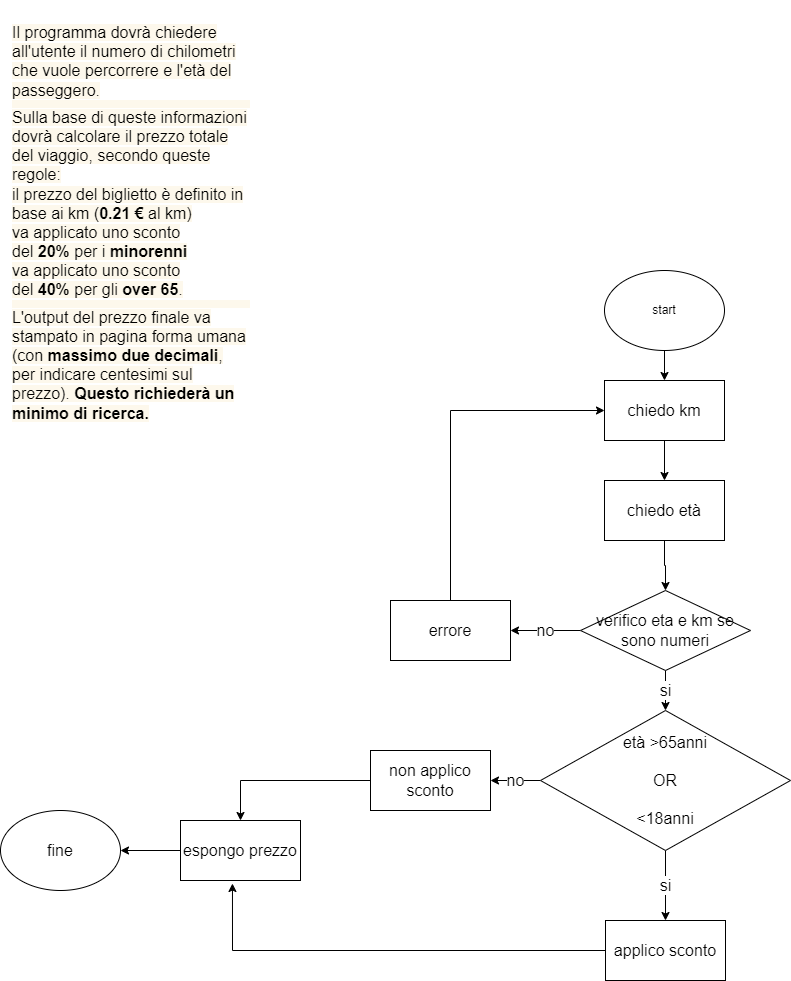 Il programma dovrà chiedere
all'utente il numero di chilometri
che vuole percorrere e l'età del
passeggero.
Sulla base di queste informazioni
dovrà calcolare il prezzo totale
del viaggio, secondo queste
regole:
il prezzo del biglietto è definito in
base ai km (0.21 € al km)
va applicato uno sconto
del 20% per i minorenni
va applicato uno sconto
del 40% per gli over 65.
L'output del prezzo finale va
stampato in pagina forma umana
(con massimo due decimali,
per indicare centesimi sul
prezzo). Questo richiederà un
minimo di ricerca.
start
chiedo km
chiedo età
verifico eta e km se
sono numeri
no
errore
si
età >65anni
OR
<18anni
no
non applico
sconto
espongo prezzo
fine
si
applico sconto